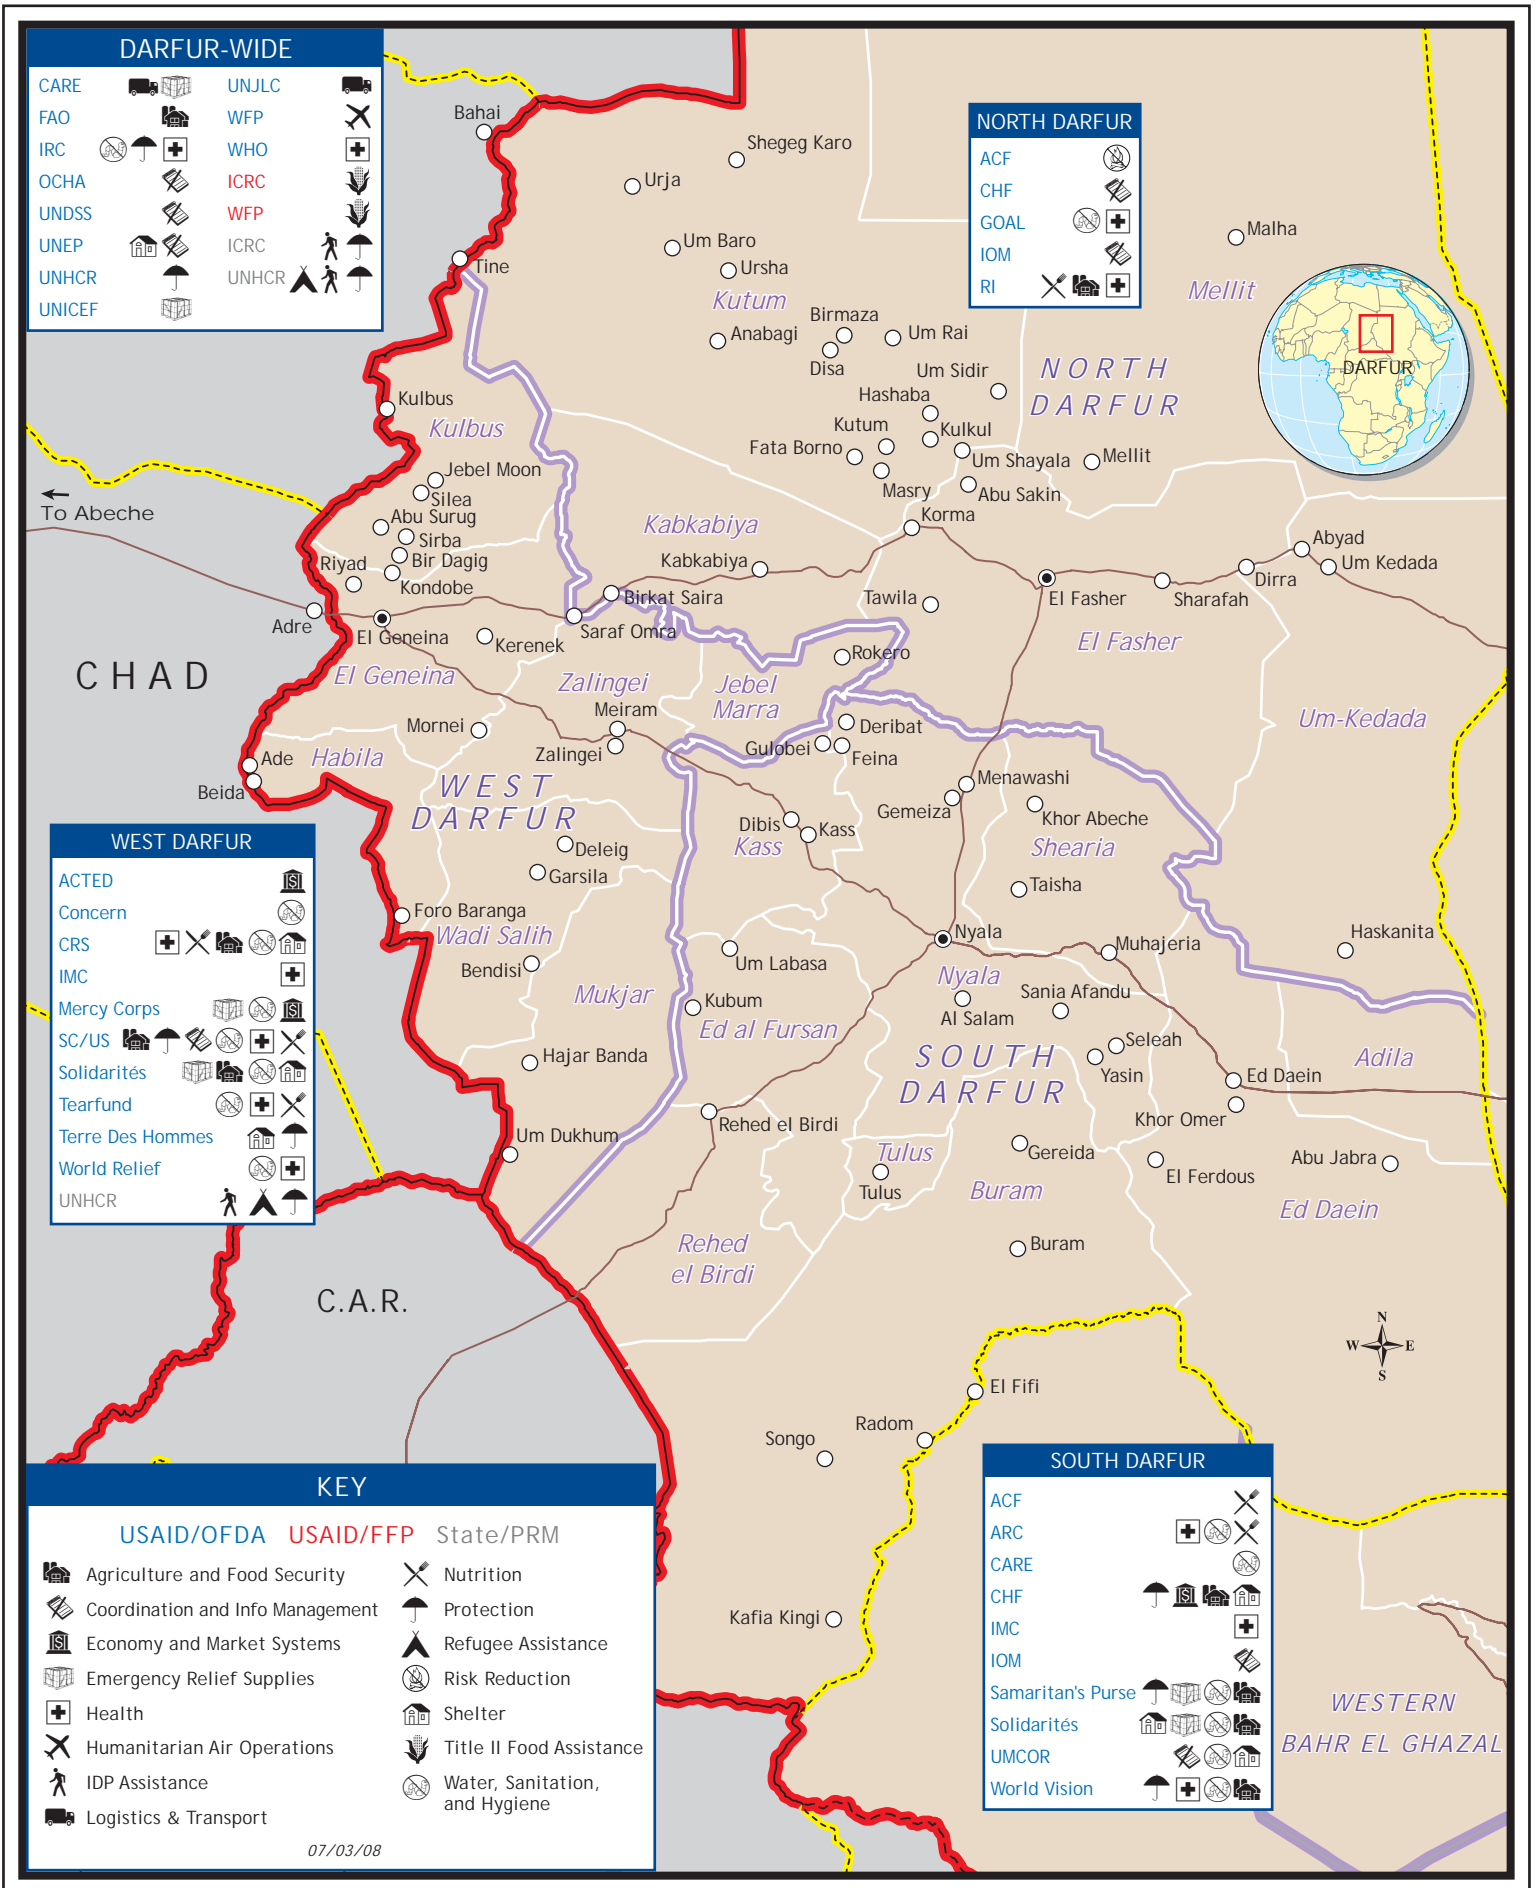 DARFUR-WIDE
CARE
FAO
IRC
OCHA
UNDSS
UNEP
UNHCR
UNICEF
UNJLC
WFP
WHO
ICRC
WFP
ICRC
UNHCR
NORTH DARFUR
ACF
CHF
GOAL
IOM
RI
Bahai
Shegeg Karo
Urja
Malha
Um Baro
Tine
Ursha
Kutum
Mellit
Birmaza
Anabagi
Um Rai
Disa
DARFUR
Um Sidir
NORTH
DARFUR
Hashaba
Kulbus
Kulbus
Kutum
Kulkul
Fata Borno
Um Shayala
Mellit
Jebel Moon
Masry
Abu Sakin
Silea
To Abeche
Abu Surug
Korma
Kabkabiya
Sirba
Abyad
Riyad
Bir Dagig
Kabkabiya
Um Kedada
Kondobe
Dirra
Birkat Saira
Tawila
El Fasher
Sharafah
Adre
El Geneina
Kerenek
Saraf Omra
El Fasher
Rokero
CHAD
El Geneina
Zalingei
Jebel
Marra
Meiram
Um-Kedada
Mornei
Deribat
Zalingei
Gulobei
Feina
Ade
Habila
Beida
WEST
DARFUR
Menawashi
Gemeiza
Khor Abeche
Dibis
Kass
Kass
Shearia
Deleig
Garsila
Taisha
Foro Baranga
Wadi Salih
Nyala
Haskanita
Muhajeria
Bendisi
Um Labasa
Nyala
Mukjar
Kubum
Sania Afandu
Ed al Fursan
Al Salam
Hajar Banda
SOUTH
DARFUR
Seleah
Yasin
Adila
Ed Daein
Rehed el Birdi
Khor Omer
Um Dukhum
Tulus
Gereida
Abu Jabra
El Ferdous
Tulus
Buram
Ed Daein
Rehed
el Birdi
Buram
WEST DARFUR
ACTED
Concern
CRS
IMC
Mercy Corps
SC/US
Solidarités
Tearfund
Terre Des Hommes
World Relief
UNHCR
C.A.R.
N
W E
S
El Fifi
Radom
Songo
Kafia Kingi
WESTERN
BAHR EL GHAZAL
SOUTH DARFUR
ACF
ARC
CARE
CHF
IMC
IOM
Samaritan's Purse
Solidarités
UMCOR
World Vision
KEY
USAID/OFDA USAID/FFP State/PRM
Agriculture and Food Security
Coordination and Info Management
Economy and Market Systems
Emergency Relief Supplies
Health
Humanitarian Air Operations
IDP Assistance
Logistics & Transport
Nutrition
Protection
Refugee Assistance
Risk Reduction
Shelter
Title II Food Assistance
Water, Sanitation,
and Hygiene
07/03/08